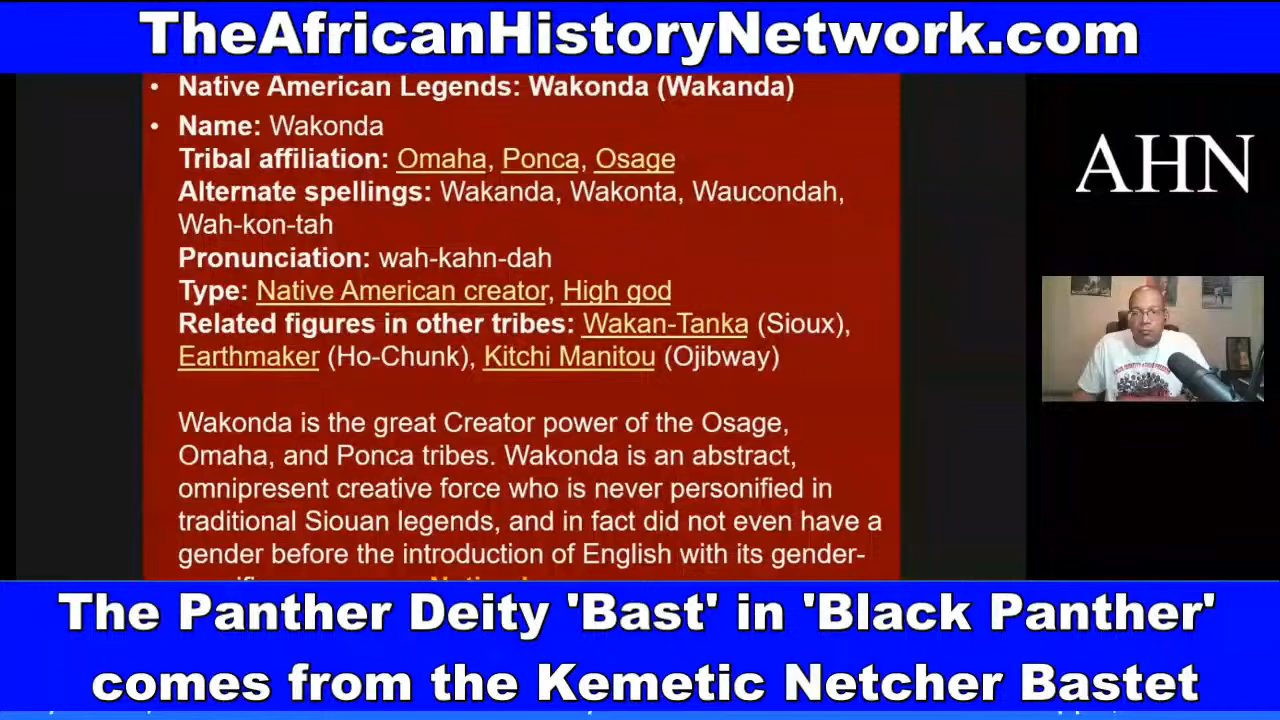 TheAfricanHistoryNetwork.com
• Native American Legends: Wakonda (Wakanda)
• Name: Wakonda
Tribal affiliation: Omaha, Ponca, Osage
Alternate spellings: Wakanda, Wakonta, Waucondah,
Wah-kon-tah
Pronunciation: wah-kahn-dah
Type: Native American creator, High god
Related figures in other tribes: Wakan-Tanka (Sioux),
Earthmaker (Ho-Chunk), Kitchi Manitou (Ojibway)
Wakonda is the great Creator power of the Osage,
Omaha, and Ponca tribes. Wakonda is an abstract,
omnipresent creative force who is never personified in
traditional Siouan legends, and in fact did not even have a
gender before the introduction of English with its gender-
AHN
The Panther Deity 'Bast' in 'Black Panther'
comes from the Kemetic Netcher Bastet